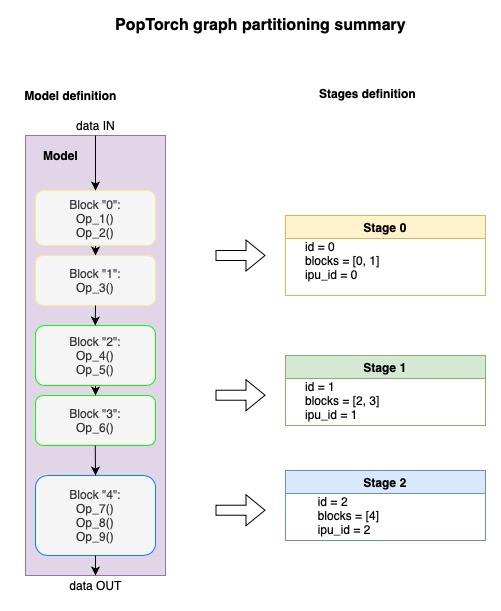 PopTorch graph partitioning summary
Model definition
Stages definition
data IN
Model
Block "0":
Op_1()
Op_2()
Block "1":
Op_3()
Block "2":
Op_4()
Op_5()
Block "3":
Op_6()
Block "4":
Op_7()
Op_8()
Op_9()
data OUT
Stage 0
id = 0
blocks = [0, 1]
ipu_id = 0
Stage 1
id = 1
blocks = [2, 3]
ipu_id = 1
Stage 2
id = 2
blocks = [4]
ipu_id = 2